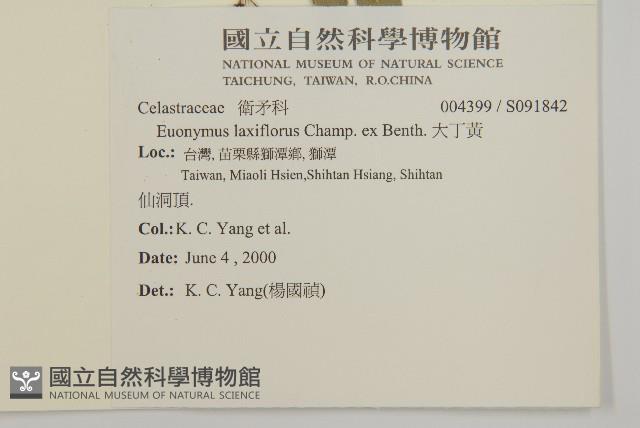 國立自然科學博物館
NATIONAL MUSEUM OF NATURAL SCIENCE
TAICHUNG, TAIWAN, R.O.CHINA
Celastraceae 衛矛科 004399 / S091842
Euonymus laxiflorus Champ. ex Benth. 大丁黃
Loc.: 台灣, 苗栗縣獅潭鄉, 獅潭
Taiwan, Miaoli Hsien,Shihtan Hsiang, Shihtan
仙洞頂.
Col.: K. C. Yang et al.
Date: June 4 , 2000
Det.: K. C. Yang(楊國禎)
國立自然科學博物館
NATIONAL MUSEUM OF NATURAL SCIENCE